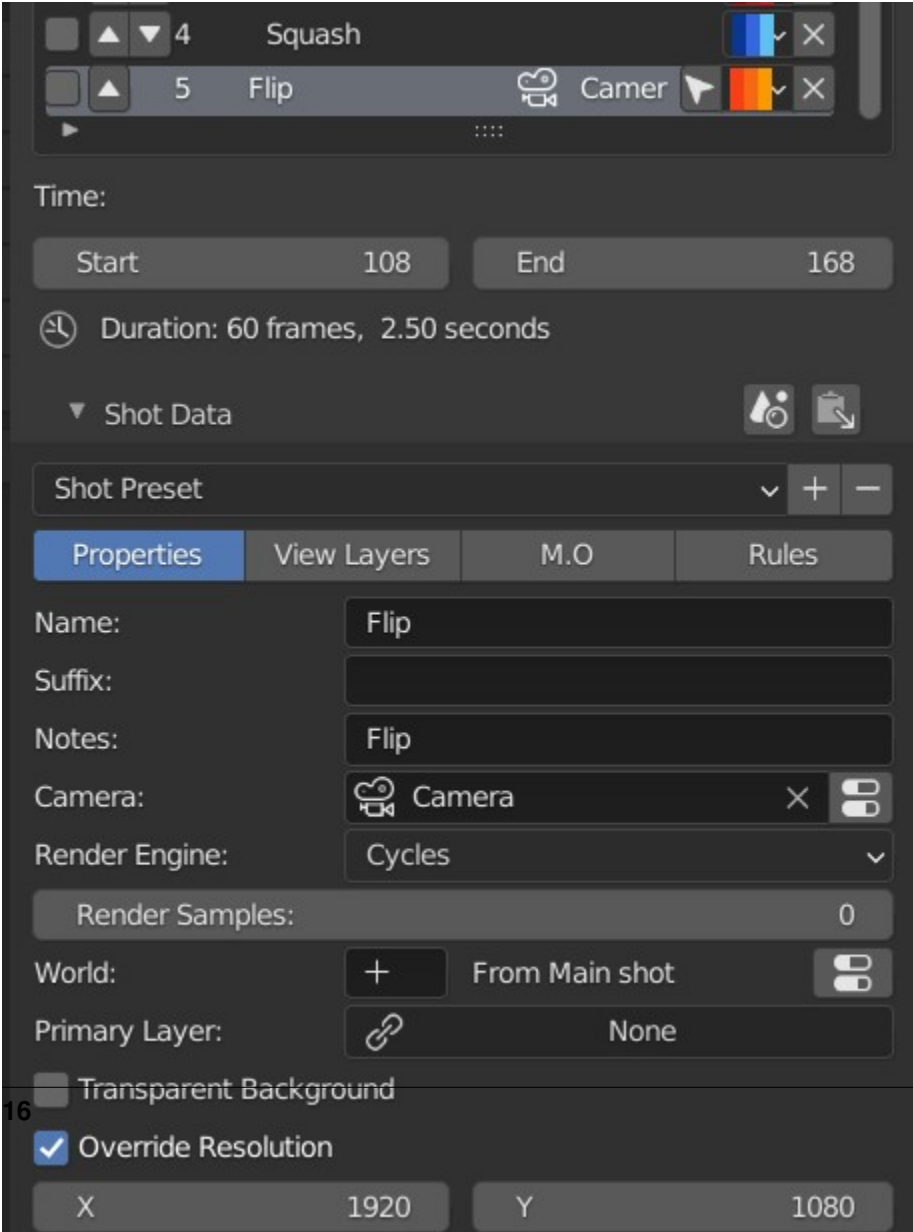 4 Squash
5 Flip Camer
Time:
Start 108 End 168
Duration: 60 frames, 2.50 seconds
Shot Data
Shot Preset
Properties View Layers M.O Rules
Name: Flip
Suffix:
Notes: Flip
Camera: Camera
Render Engine: Cycles
Render Samples: 0
World: From Main shot
Primary Layer: None
Transparent Background
16
Override Resolution
X 1920 Y 1080